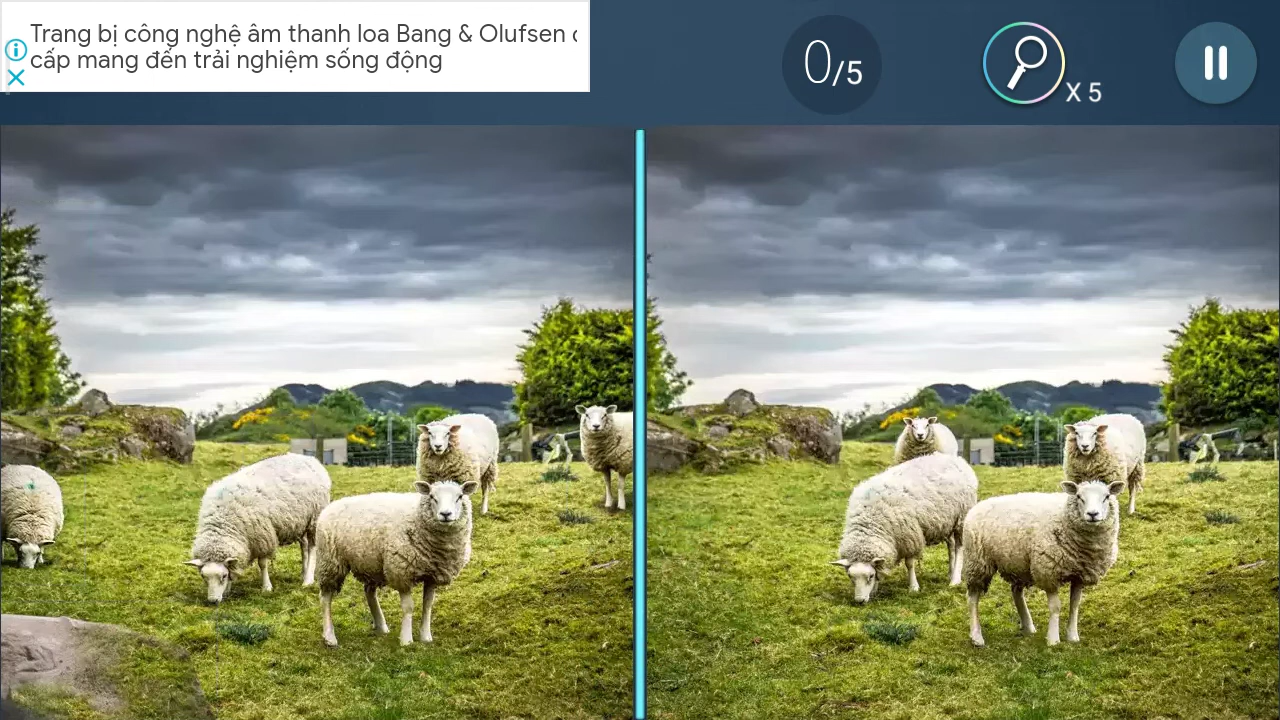 Trang bị công nghệ âm thanh loa Bang & Olufsen
cấp mang đến trải nghiệm sống động
0/5
X 5